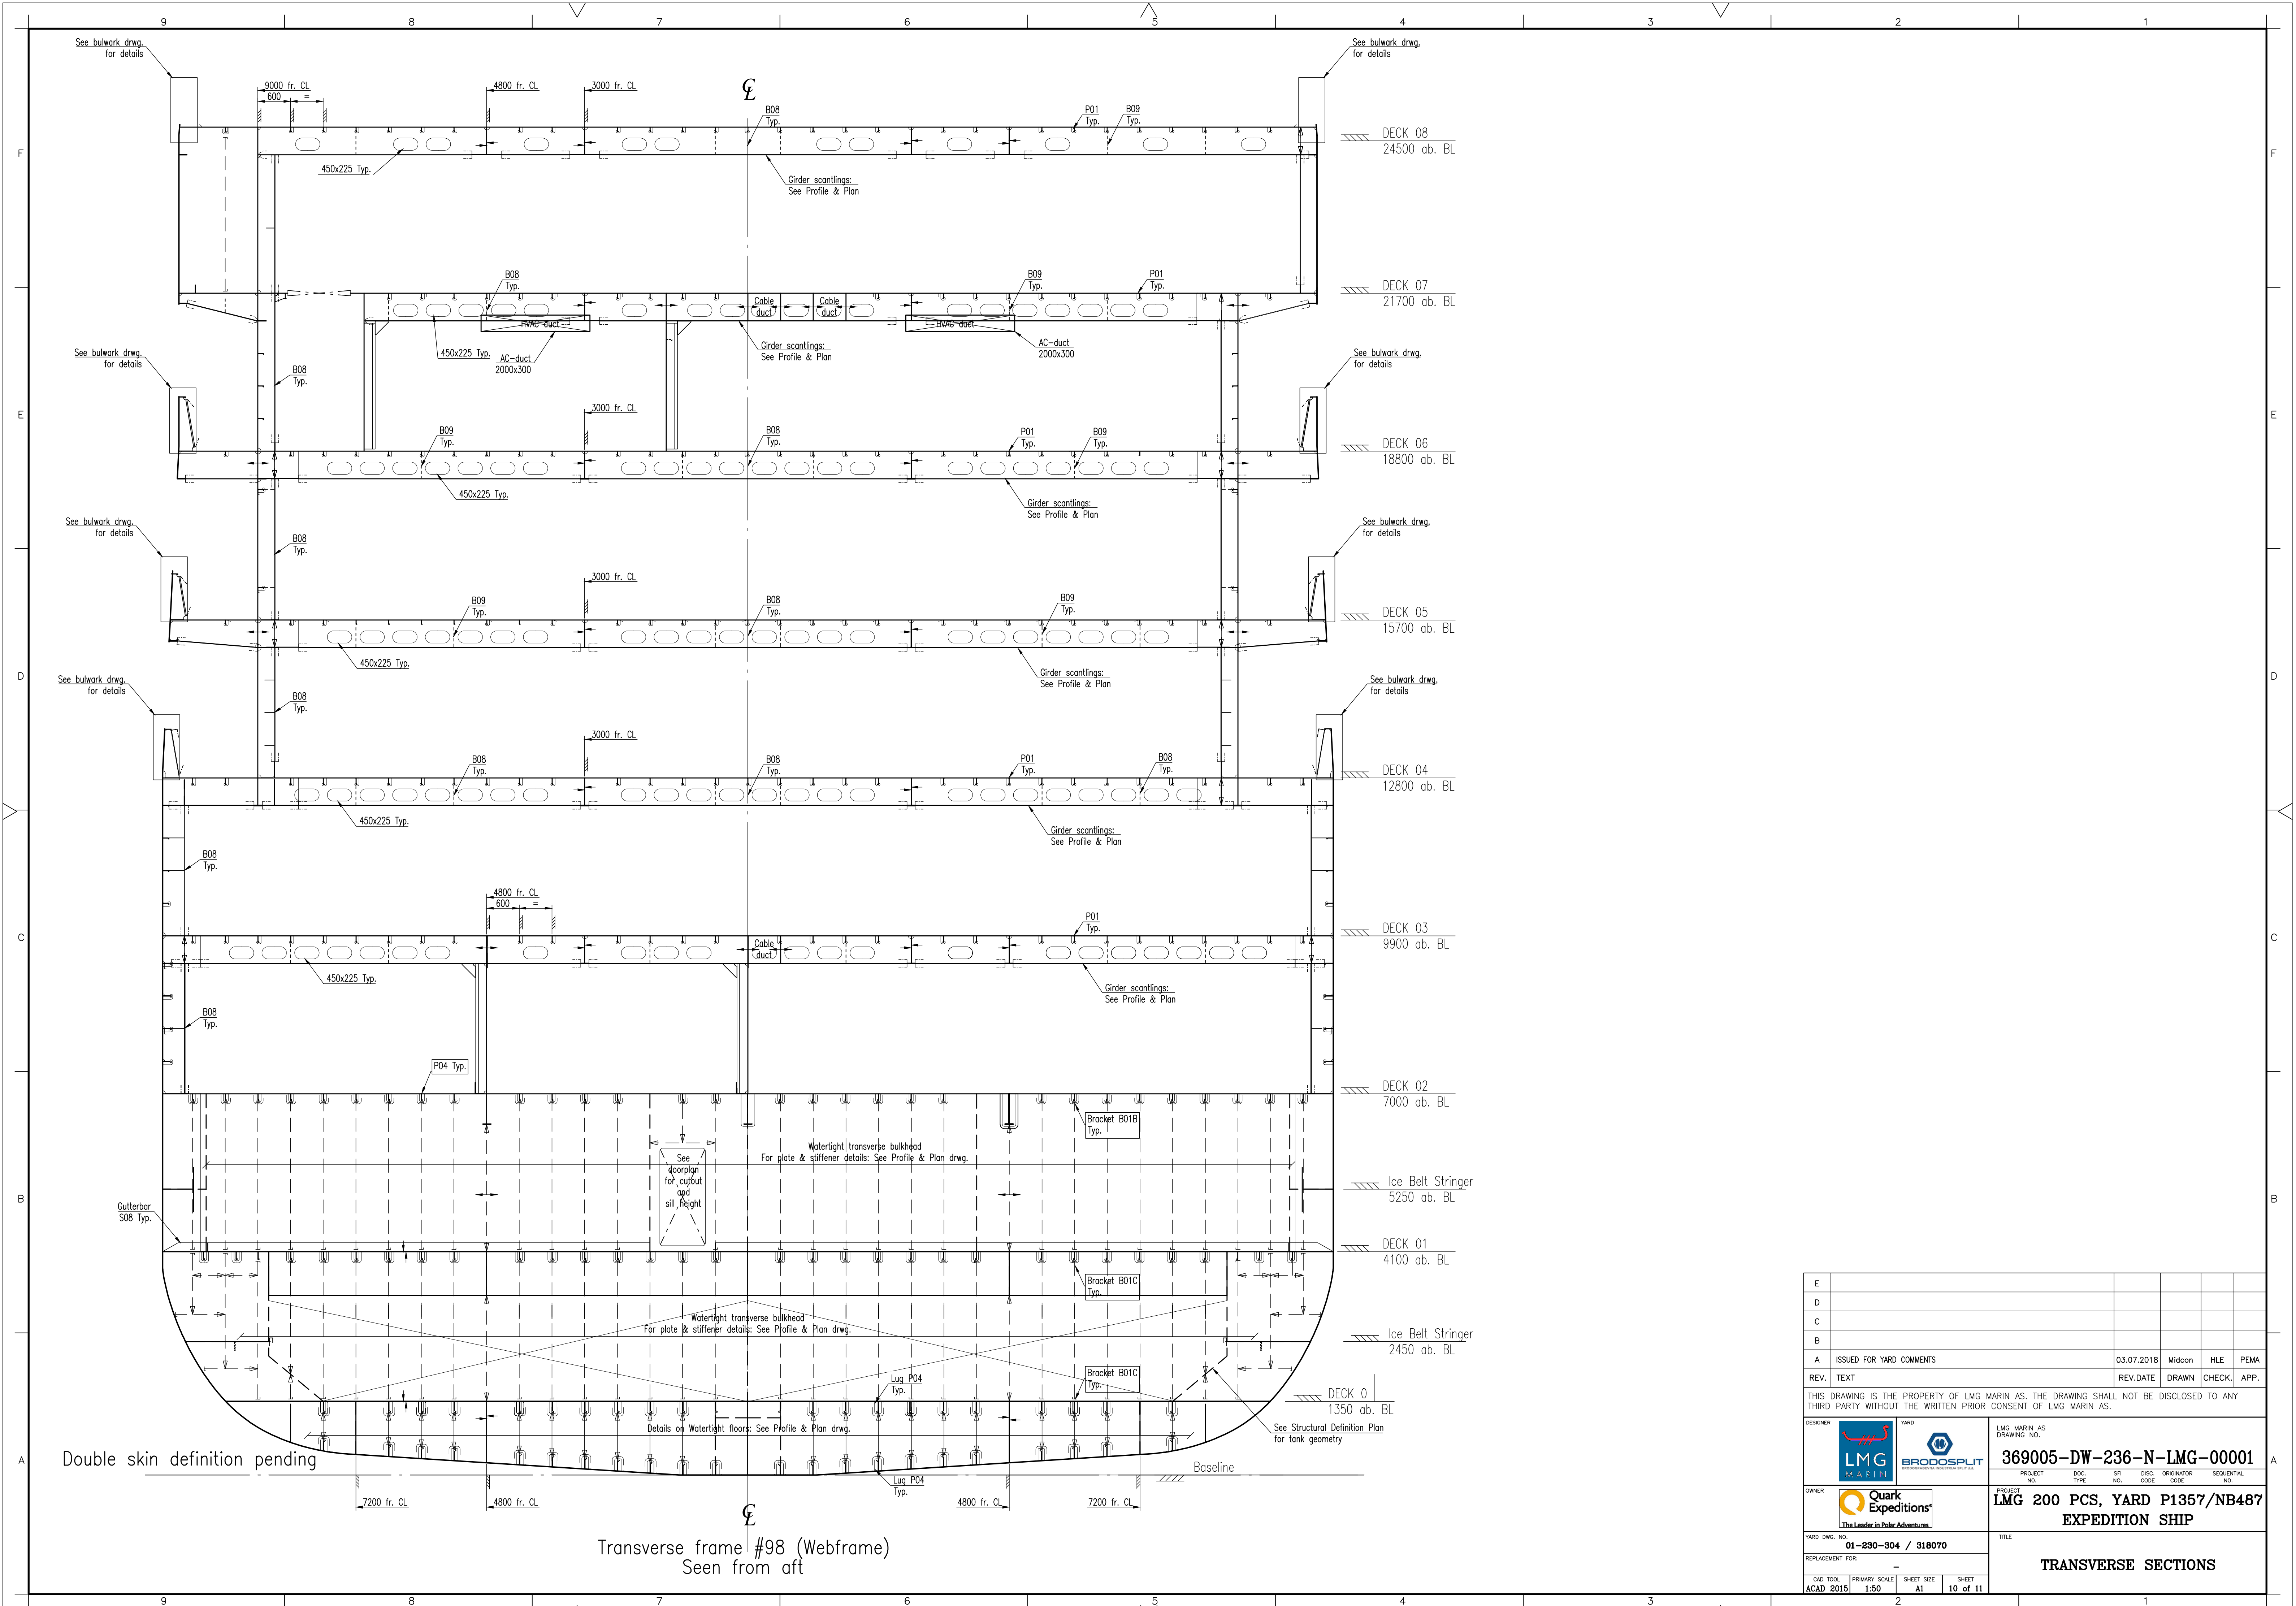 9 8 7 6 5 4 3 2 1
See bulwark drwg.
for details
See bulwark drwg.
for details
9000 fr. CL
4800 fr. CL
3000 fr. CL
600 =
CL
B08
Typ.
P01
Typ.
B09
Typ.
DECK 08
24500 ab. BL
F
F
450x225 Typ.
Girder scantlings:
See Profile & Plan
B08
Typ.
B09
Typ.
P01
Typ.
DECK 07
21700 ab. BL
Cable
duct
Cable
duct
HVAC duct
HVAC duct
450x225 Typ.
AC-duct
2000x300
Girder scantlings:
See Profile & Plan
AC-duct
2000x300
See bulwark drwg.
for details
See bulwark drwg.
for details
B08
Typ.
3000 fr. CL
E
E
B09
Typ.
B08
Typ.
P01
Typ.
B09
Typ.
DECK 06
18800 ab. BL
450x225 Typ.
Girder scantlings:
See Profile & Plan
See bulwark drwg.
for details
See bulwark drwg.
for details
B08
Typ.
3000 fr. CL
B09
Typ.
B08
Typ.
B09
Typ.
DECK 05
15700 ab. BL
450x225 Typ.
Girder scantlings:
See Profile & Plan
D
D
See bulwark drwg.
for details
See bulwark drwg.
for details
B08
Typ.
3000 fr. CL
B08
Typ.
B08
Typ.
P01
Typ.
B08
Typ.
DECK 04
12800 ab. BL
450x225 Typ.
Girder scantlings:
See Profile & Plan
B08
Typ.
4800 fr. CL
600 =
P01
Typ.
DECK 03
9900 ab. BL
C
C
Cable
duct
450x225 Typ.
Girder scantlings:
See Profile & Plan
B08
Typ.
P04 Typ.
DECK 02
7000 ab. BL
Bracket B01B
Typ.
Watertight transverse bulkhead
For plate & stiffener details: See Profile & Plan drwg.
See
doorplan
for cutout
and
sill height
Ice Belt Stringer
5250 ab. BL
B
B
Gutterbar
S08 Typ.
DECK 01
4100 ab. BL
Bracket B01C
Typ.
Watertight transverse bulkhead
For plate & stiffener details: See Profile & Plan drwg.
Ice Belt Stringer
2450 ab. BL
Bracket B01C
Typ.
Lug P04
Typ.
DECK 0
1350 ab. BL
Details on Watertight floors: See Profile & Plan drwg.
See Structural Definition Plan
for tank geometry
Double skin definition pending
Baseline
A
A
Lug P04
Typ.
7200 fr. CL
4800 fr. CL
4800 fr. CL
7200 fr. CL
CL
Transverse frame #98 (Webframe)
Seen from aft
E
D
C
B
A ISSUED FOR YARD COMMENTS 03.07.2018 Midcon HLE PEMA
REV. TEXT REV.DATE DRAWN CHECK. APP.
THIS DRAWING IS THE PROPERTY OF LMG MARIN AS. THE DRAWING SHALL NOT BE DISCLOSED TO ANY
THIRD PARTY WITHOUT THE WRITTEN PRIOR CONSENT OF LMG MARIN AS.
DESIGNER
LMG
MARIN
YARD
BRODOSPLIT
LMG MARIN AS
DRAWING NO.
369005-DW-236-N-LMG-00001
PROJECT NO. DOC. TYPE SFI NO. DISC. CODE ORIGINATOR CODE SEQUENTIAL NO.
OWNER
Quark
Expeditions®
The Leader in Polar Adventures
PROJECT
LMG 200 PCS, YARD P1357/NB487
EXPEDITION SHIP
YARD DWG. NO.
01-230-304 / 318070
REPLACEMENT FOR:
-
TITLE
TRANSVERSE SECTIONS
CAD TOOL PRIMARY SCALE SHEET SIZE SHEET
ACAD 2015 1:50 A1 10 of 11
9 8 7 6 5 4 3 2 1